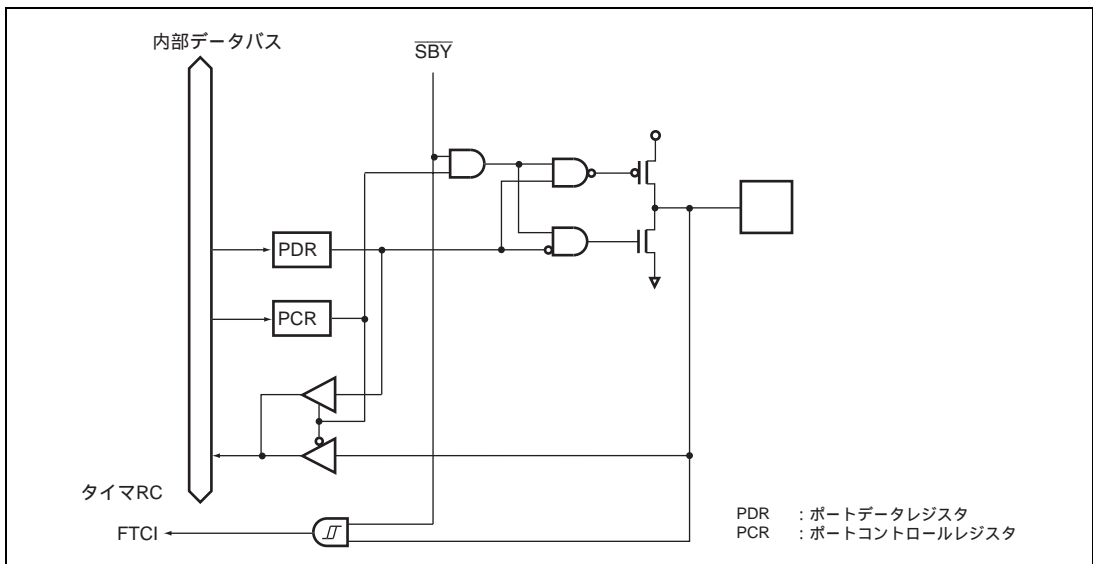 内部データバス
SBY
PDR
PCR
タイマRC
FTCI
PDR :ポートデータレジスタ
PCR :ポートコントロールレジスタ